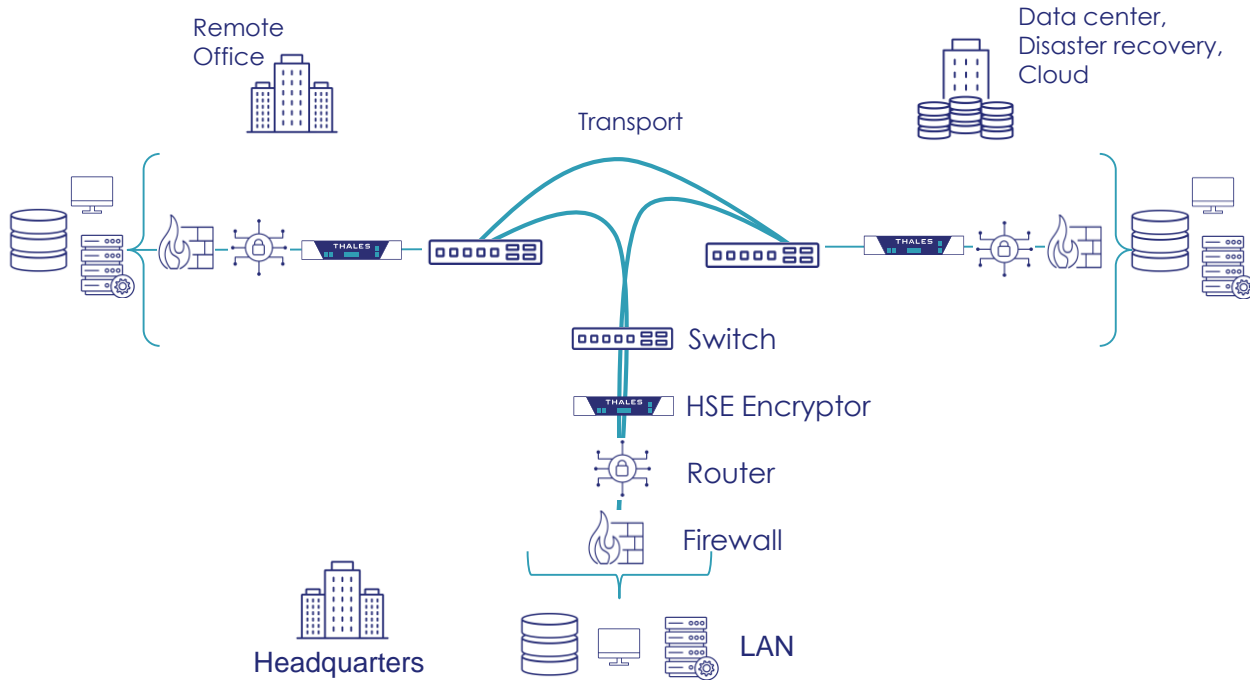 Remote
Office
Data center,
Disaster recovery,
Cloud
Transport
THALES
THALES
Switch
THALES
HSE Encryptor
Router
Firewall
LAN
Headquarters